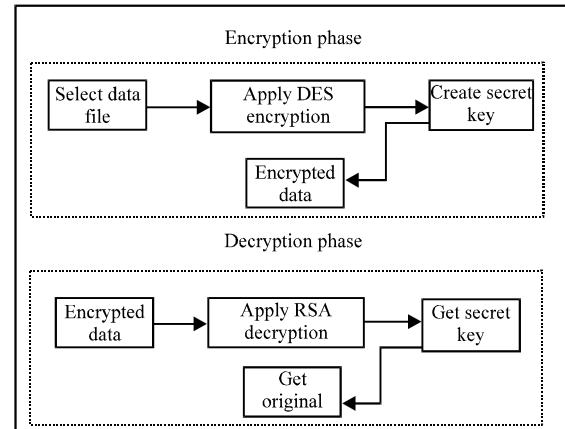 Encryption phase
Select data
file
Apply DES
encryption
Create secret
key
Encrypted
data
Decryption phase
Encrypted
data
Apply RSA
decryption
Get secret
key
Get
original